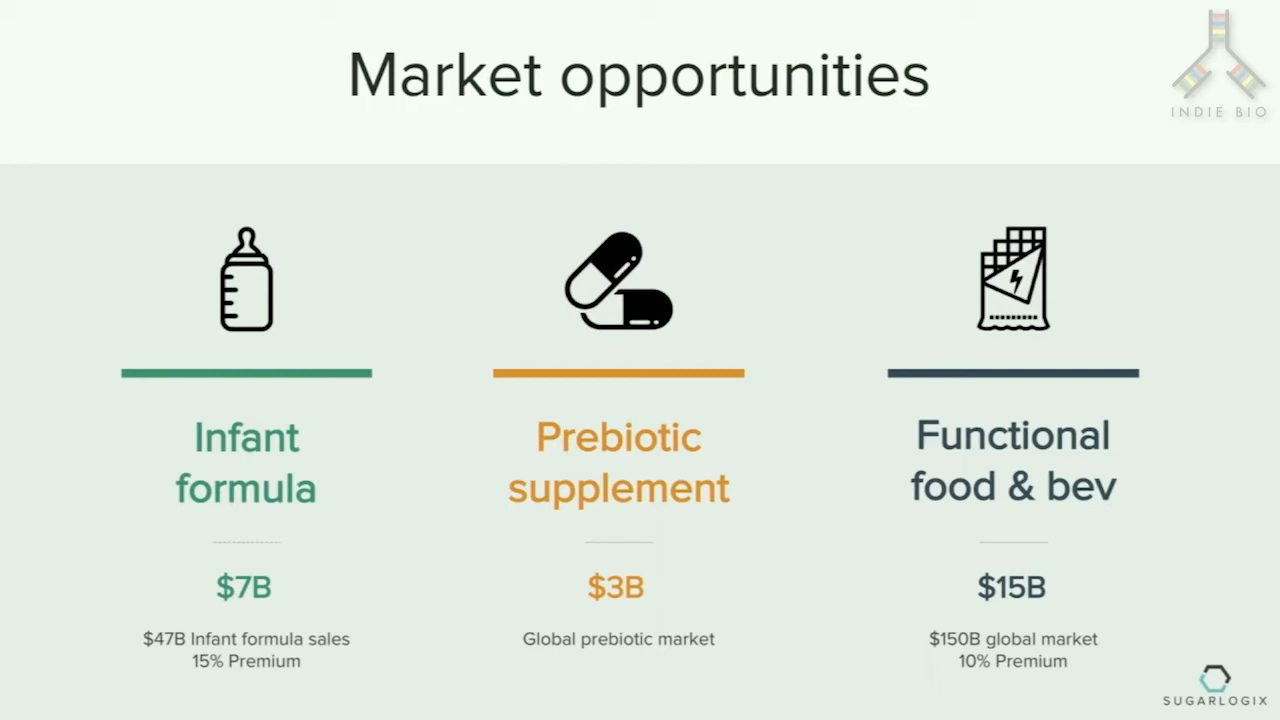 Market opportunities
INDIE BIO
Infant
formula
$7B
$47B Infant formula sales
15% Premium
Prebiotic
supplement
$3B
Global prebiotic market
Functional
food & bev
$15B
$150B global market
10% Premium
SUGARLOGIX